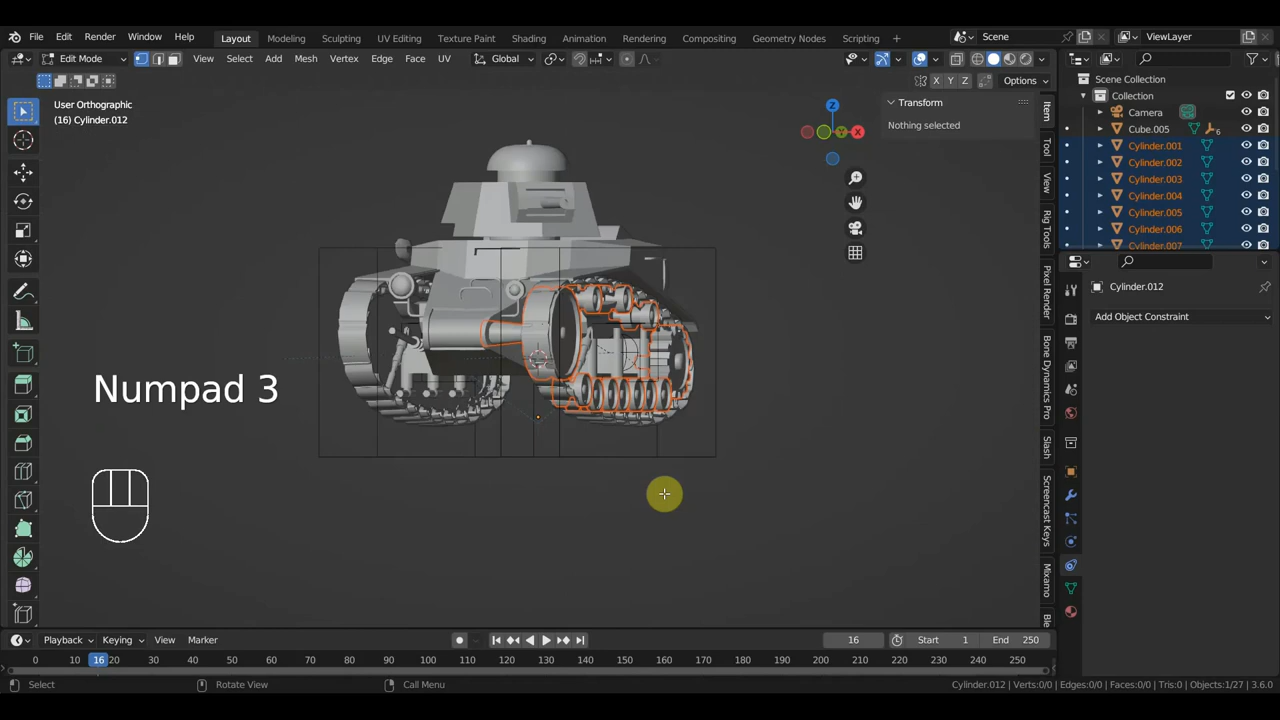 File Edit Render Window Help Layout Modeling Sculpting UV Editing Texture Paint Shading Animation Rendering Compositing Geometry Nodes Scripting + Scene ViewLayer
Edit Mode View Select Add Mesh Vertex Edge Face UV Global
X Y Z Options
User Orthographic
(16) Cylinder.012
Transform
Nothing selected
Z
Y
X
Item
Tool
View
Rig Tools
Pixel Render
Bone Dynamics Pro
Slash
Screencast Keys
Mixamo
Ble
Scene Collection
Collection
Camera
Cube.005 6
Cylinder.001
Cylinder.002
Cylinder.003
Cylinder.004
Cylinder.005
Cylinder.006
Cylinder.007
Cylinder.012
Add Object Constraint
Numpad 3
Playback Keying View Marker 16 Start 1 End 250
0 10 16 20 30 40 50 60 70 80 90 100 110 120 130 140 150 160 170 180 190 200 210 220 230 240 250
Select Rotate View Call Menu Cylinder.012 | Verts:0/0 | Edges:0/0 | Faces:0/0 | Tris:0 | Objects:1/27 | 3.6.0